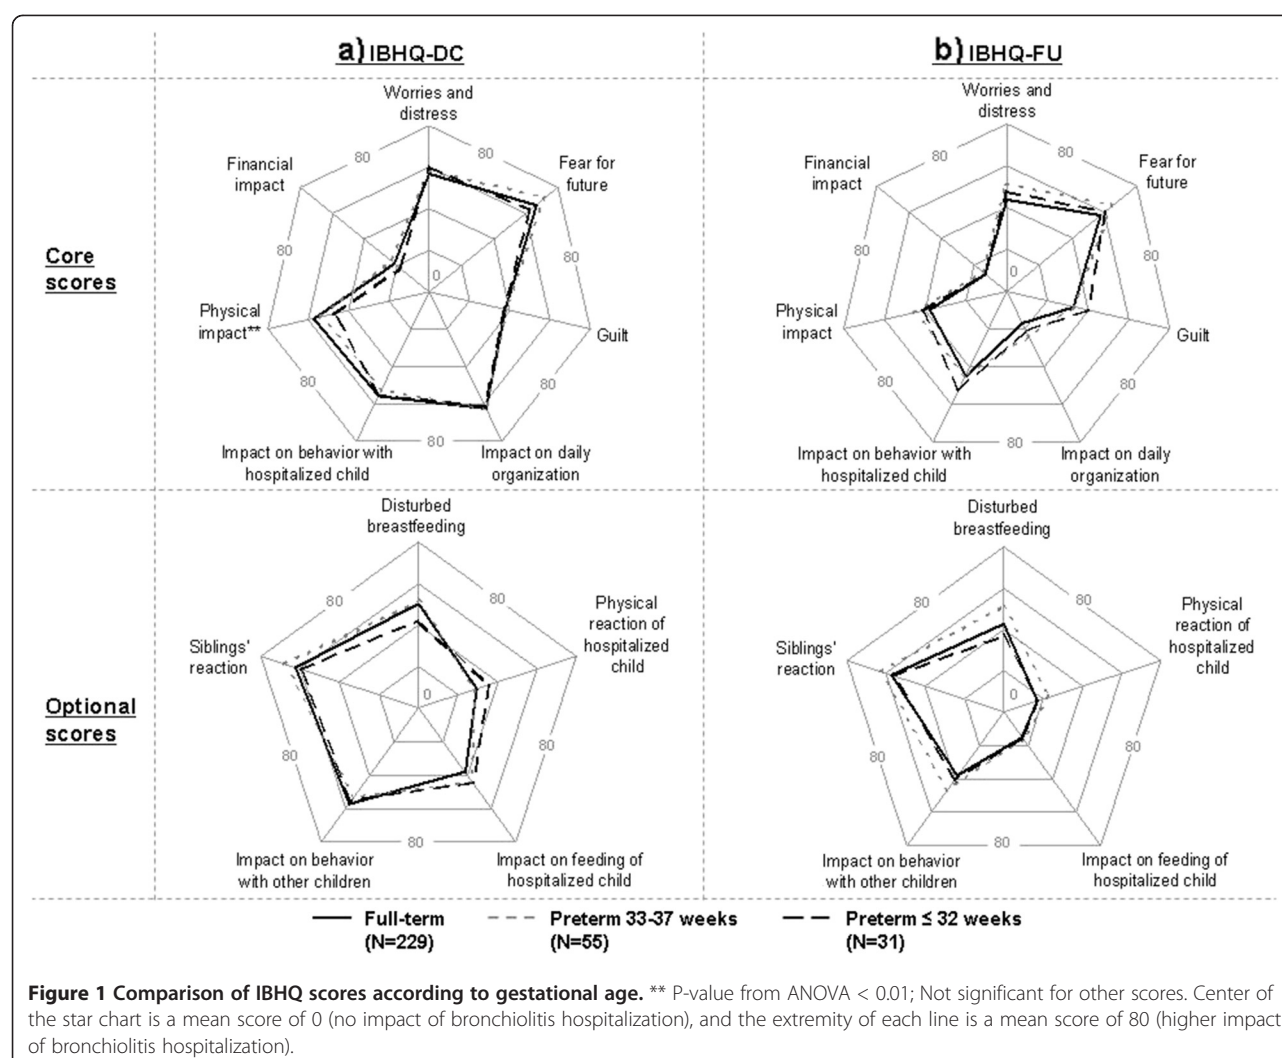 a) IBHQ-DC
b) IBHQ-FU
Core
scores
Worries and
distress
Fear for
future
Guilt
Impact on daily
organization
Impact on behavior with
hospitalized child
Physical
impact**
Financial
impact
80
80
80
80
80
80
80
0
Worries and
distress
Fear for
future
Guilt
Impact on daily
organization
Impact on behavior with
hospitalized child
Physical
impact
Financial
impact
80
80
80
80
80
80
80
0
Optional
scores
Disturbed
breastfeeding
Physical
reaction of
hospitalized
child
Impact on feeding of
hospitalized child
Impact on behavior
with other children
Siblings'
reaction
80
80
80
80
80
0
Disturbed
breastfeeding
Physical
reaction of
hospitalized
child
Impact on feeding of
hospitalized child
Impact on behavior
with other children
Siblings'
reaction
80
80
80
80
80
0
Full-term
(N=229)
Preterm 33-37 weeks
(N=55)
Preterm ≤ 32 weeks
(N=31)
Figure 1 Comparison of IBHQ scores according to gestational age. ** P-value from ANOVA < 0.01; Not significant for other scores. Center of
the star chart is a mean score of 0 (no impact of bronchiolitis hospitalization), and the extremity of each line is a mean score of 80 (higher impact
of bronchiolitis hospitalization).